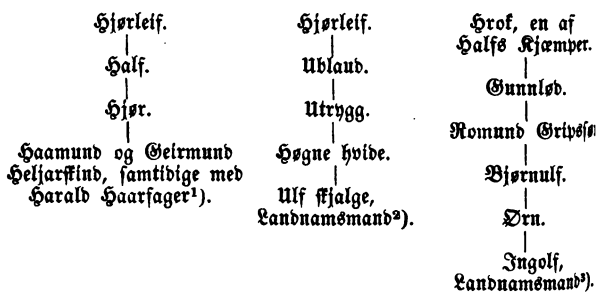 Hjørleif.
Half.
Hjør.
Haamund og Geirmund
Heljarskind, samtidige med
Harald Haarfager¹).
Hjørleif.
Ublaud.
Utrygg.
Høgne hvide.
Ulf skjalge,
Landnamsmand²).
Hrok, en af
Halfs Kjæmper.
Gunnlød.
Romund Gripssø
Bjørnulf.
Ørn.
Ingolf,
Landnamsmand³).